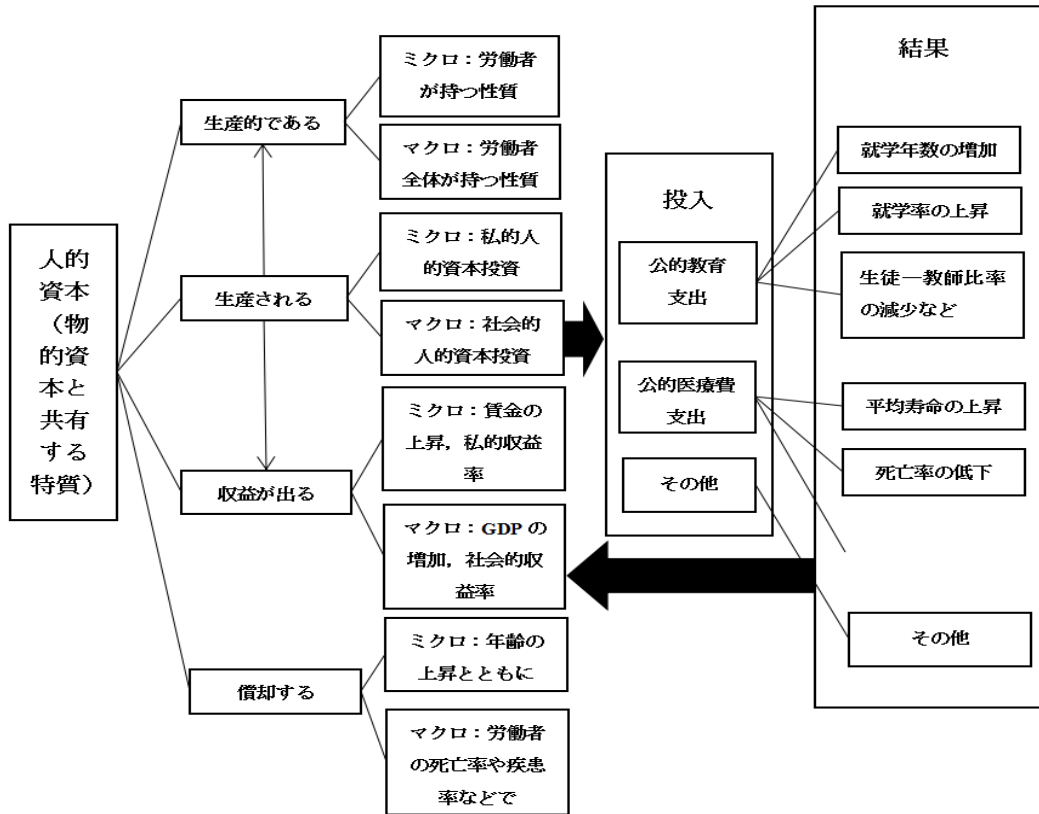 人的
資本
（物
的資
本と
共有
する
特質）
生産的である
ミクロ：労働者
が持つ性質
マクロ：労働者
全体が持つ性質
生産される
ミクロ：私的人
的資本投資
マクロ：社会的
人的資本投資
収益が出る
ミクロ：賃金の
上昇，私的収益
率
マクロ：GDP の
増加，社会的収
益率
償却する
ミクロ：年齢の
上昇とともに
マクロ：労働者
の死亡率や疾患
率などで
投入
公的教育
支出
公的医療費
支出
その他
結果
就学年数の増加
就学率の上昇
生徒―教師比率
の減少など
平均寿命の上昇
死亡率の低下
その他